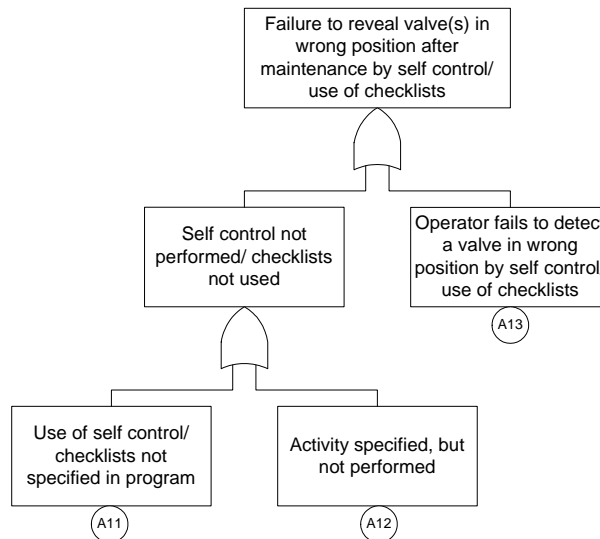 Failure to reveal valve(s) in
wrong position after
maintenance by self control/
use of checklists
Self control not
performed/ checklists
not used
Operator fails to detect
a valve in wrong
position by self control/
use of checklists
A13
Use of self control/
checklists not
specified in program
Activity specified, but
not performed
A11
A12